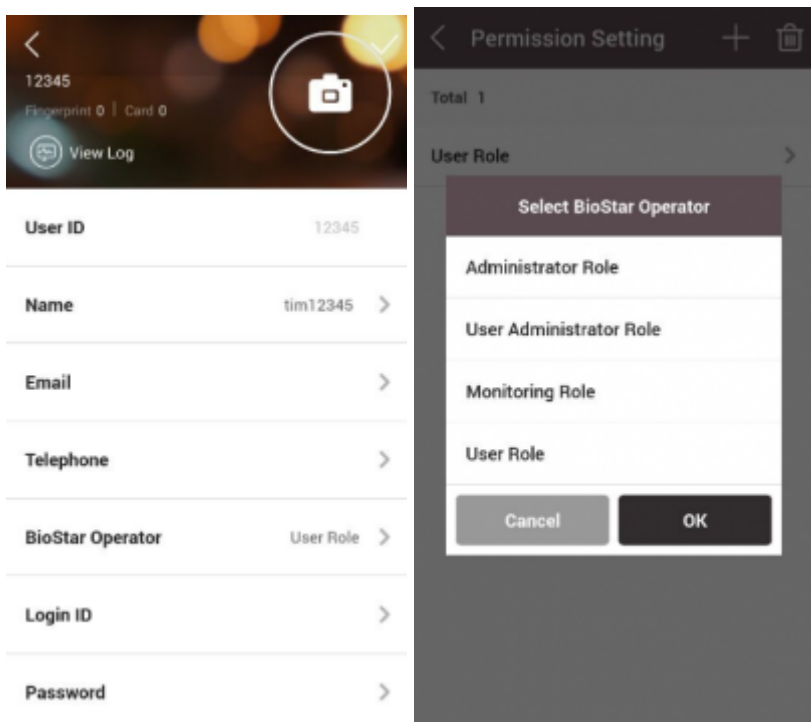 12345
Fingerprint 0 | Card 0
View Log
User ID 12345
Name tim12345
Email
Telephone
BioStar Operator User Role
Login ID
Password
Permission Setting
Total 1
User Role
Select BioStar Operator
Administrator Role
User Administrator Role
Monitoring Role
User Role
Cancel OK